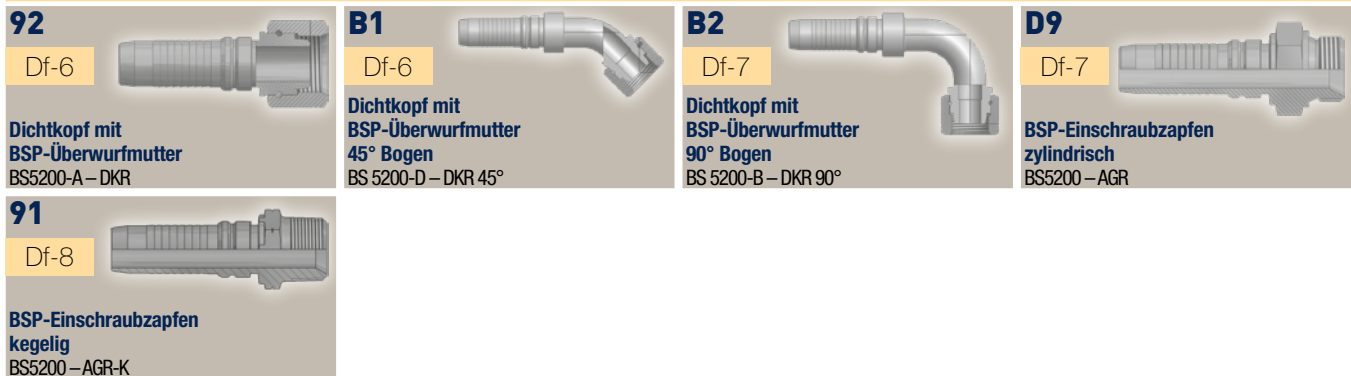 92
Df-6
Dichtkopf mit
BSP-Überwurfmutter
BS5200-A – DKR
B1
Df-6
Dichtkopf mit
BSP-Überwurfmutter
45° Bogen
BS 5200-D – DKR 45°
B2
Df-7
Dichtkopf mit
BSP-Überwurfmutter
90° Bogen
BS 5200-B – DKR 90°
D9
Df-7
BSP-Einschraubzapfen
zylindrisch
BS5200 – AGR
91
Df-8
BSP-Einschraubzapfen
kegelig
BS5200 – AGR-K